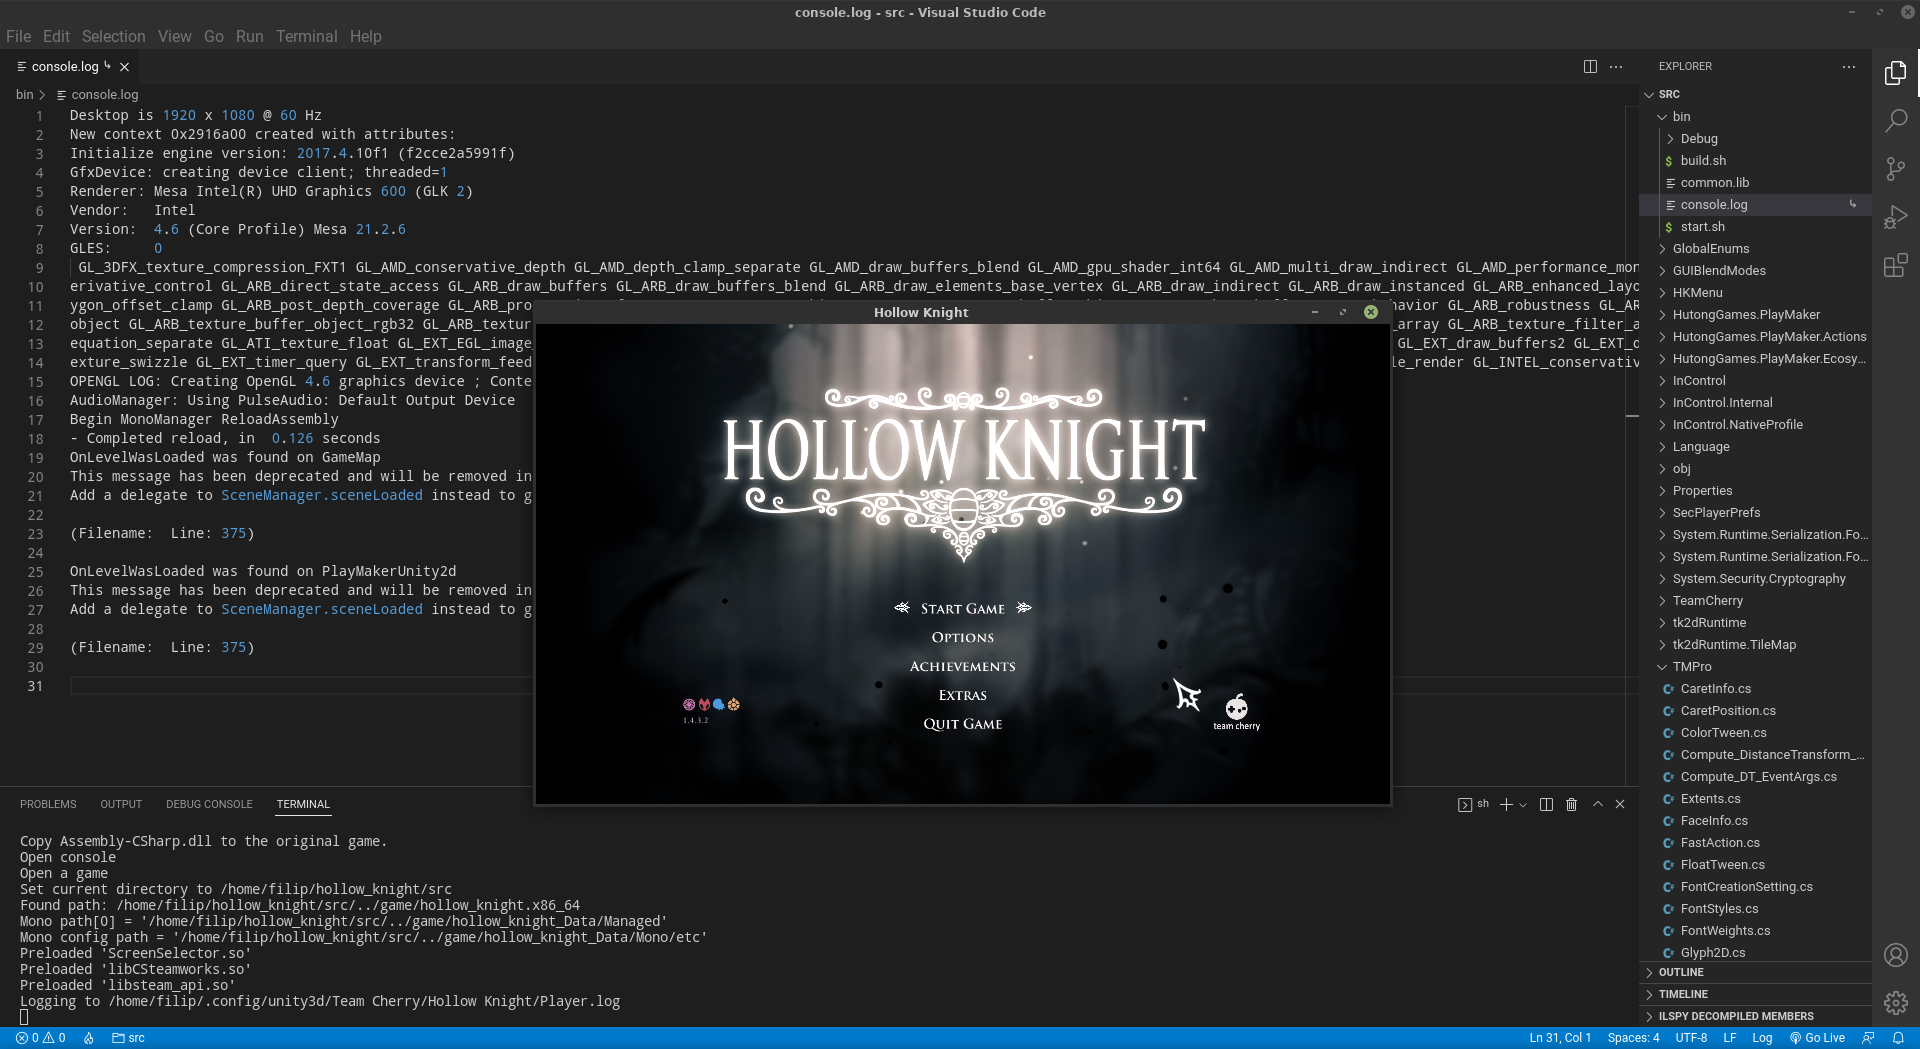 console.log - src - Visual Studio Code
File Edit Selection View Go Run Terminal Help
console.log
bin > console.log
1 Desktop is 1920 x 1080 @ 60 Hz
2 New context 0x2916a00 created with attributes:
3 Initialize engine version: 2017.4.10f1 (f2cce2a5991f)
4 GfxDevice: creating device client; threaded=1
5 Renderer: Mesa Intel(R) UHD Graphics 600 (GLK 2)
6 Vendor: Intel
7 Version: 4.6 (Core Profile) Mesa 21.2.6
8 GLES: 0
9 GL_3DFX_texture_compression_FXT1 GL_AMD_conservative_depth GL_AMD_depth_clamp_separate GL_AMD_draw_buffers_blend GL_AMD_gpu_shader_int64 GL_AMD_multi_draw_indirect GL_AMD_performance_mon
10 erivative_control GL_ARB_direct_state_access GL_ARB_draw_buffers GL_ARB_draw_buffers_blend GL_ARB_draw_elements_base_vertex GL_ARB_draw_indirect GL_ARB_draw_instanced GL_ARB_enhanced_layo
11 ygon_offset_clamp GL_ARB_post_depth_coverage GL_ARB_pro havior GL_ARB_robustness GL_AR
12 object GL_ARB_texture_buffer_object_rgb32 GL_ARB_textur _array GL_ARB_texture_filter_a
13 equation_separate GL_ATI_texture_float GL_EXT_EGL_image_ GL_EXT_draw_buffers2 GL_EXT_d
14 exture_swizzle GL_EXT_timer_query GL_EXT_transform_feed le_render GL_INTEL_conservativ
15 OPENGL LOG: Creating OpenGL 4.6 graphics device ; Conte
16 AudioManager: Using PulseAudio: Default Output Device
17 Begin MonoManager ReloadAssembly
18 - Completed reload, in 0.126 seconds
19 OnLevelWasLoaded was found on GameMap
20 This message has been deprecated and will be removed in
21 Add a delegate to SceneManager.sceneLoaded instead to g
22
23 (Filename: Line: 375)
24
25 OnLevelWasLoaded was found on PlayMakerUnity2d
26 This message has been deprecated and will be removed in
27 Add a delegate to SceneManager.sceneLoaded instead to g
28
29 (Filename: Line: 375)
30
31
Hollow Knight
HOLLOW KNIGHT
START GAME
OPTIONS
ACHIEVEMENTS
EXTRAS
QUIT GAME
1.4.3.2
team cherry
PROBLEMS OUTPUT DEBUG CONSOLE TERMINAL
sh
Copy Assembly-CSharp.dll to the original game.
Open console
Open a game
Set current directory to /home/filip/hollow_knight/src
Found path: /home/filip/hollow_knight/src/../game/hollow_knight.x86_64
Mono path[0] = '/home/filip/hollow_knight/src/../game/hollow_knight_Data/Managed'
Mono config path = '/home/filip/hollow_knight/src/../game/hollow_knight_Data/Mono/etc'
Preloaded 'ScreenSelector.so'
Preloaded 'libCSteamworks.so'
Preloaded 'libsteam_api.so'
Logging to /home/filip/.config/unity3d/Team Cherry/Hollow Knight/Player.log
EXPLORER
SRC
bin
Debug
build.sh
common.lib
console.log
start.sh
GlobalEnums
GUIBlendModes
HKMenu
HutongGames.PlayMaker
HutongGames.PlayMaker.Actions
HutongGames.PlayMaker.Ecosy...
InControl
InControl.Internal
InControl.NativeProfile
Language
obj
Properties
SecPlayerPrefs
System.Runtime.Serialization.Fo...
System.Runtime.Serialization.Fo...
System.Security.Cryptography
TeamCherry
tk2dRuntime
tk2dRuntime.TileMap
TMPro
CaretInfo.cs
CaretPosition.cs
ColorTween.cs
Compute_DistanceTransform_...
Compute_DT_EventArgs.cs
Extents.cs
FaceInfo.cs
FastAction.cs
FloatTween.cs
FontCreationSetting.cs
FontStyles.cs
FontWeights.cs
Glyph2D.cs
OUTLINE
TIMELINE
ILSPY DECOMPILED MEMBERS
0 0 src
Ln 31, Col 1 Spaces: 4 UTF-8 LF Log Go Live